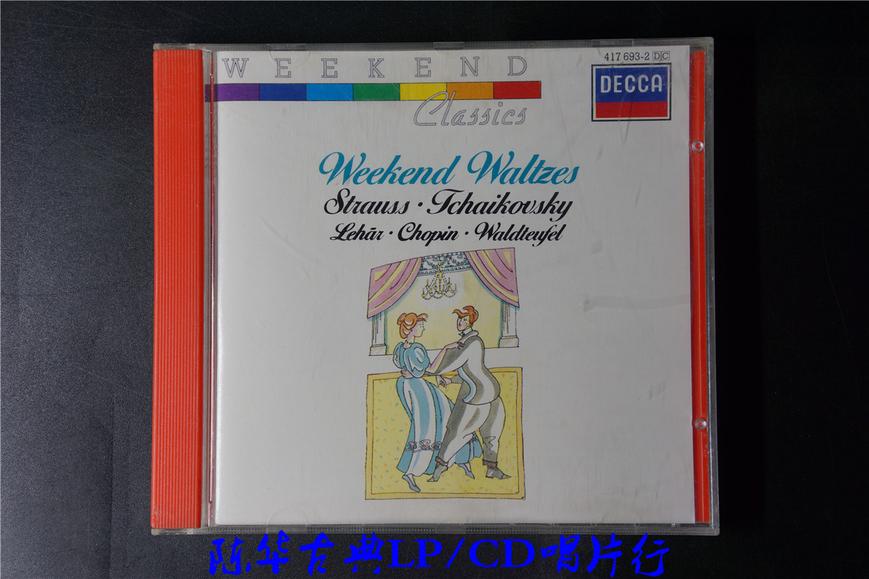 WEEKEND
Classics
417 693-2 DC
DECCA
Weekend Waltzes
Strauss · Tchaikovsky
Lehár · Chopin · Waldteufel
陈华古典LP/CD唱片行